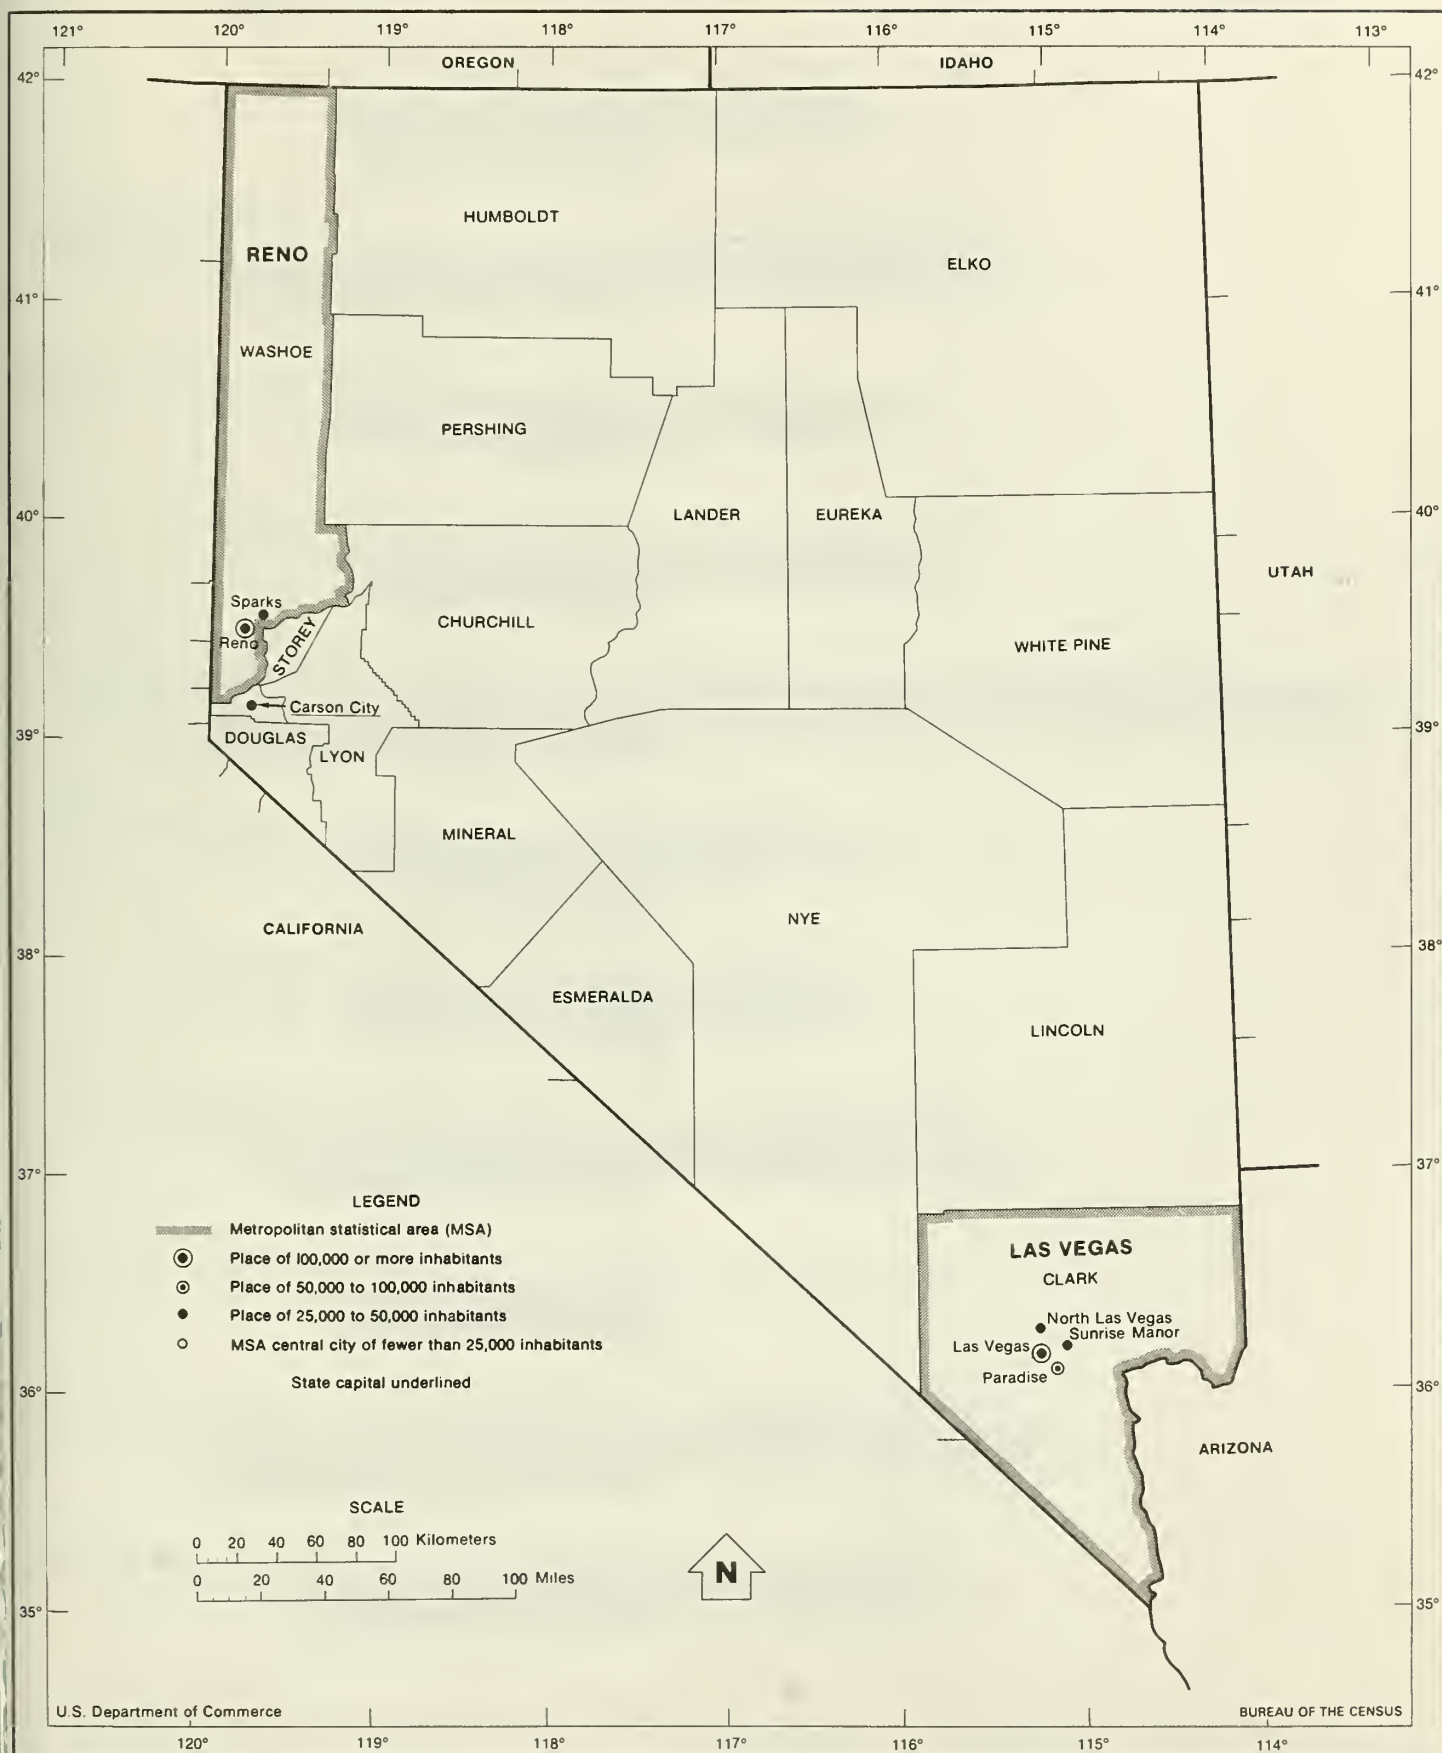 121° 120° 119° 118° 117° 116° 115° 114° 113°
OREGON IDAHO
42° 42°
HUMBOLDT
RENO
ELKO
41° 41°
WASHOE
PERSHING
LANDER EUREKA
40° 40°
UTAH
Sparks
CHURCHILL
Reno
STOREY
WHITE PINE
Carson City
39° 39°
DOUGLAS
LYON
MINERAL
NYE
CALIFORNIA
38° 38°
ESMERALDA
LINCOLN
37° 37°
LEGEND
Metropolitan statistical area (MSA)
Place of 100,000 or more inhabitants
Place of 50,000 to 100,000 inhabitants
Place of 25,000 to 50,000 inhabitants
MSA central city of fewer than 25,000 inhabitants
State capital underlined
LAS VEGAS
CLARK
North Las Vegas
Sunrise Manor
Las Vegas
Paradise
36° 36°
ARIZONA
SCALE
0 20 40 60 80 100 Kilometers
0 20 40 60 80 100 Miles
N
35° 35°
U.S. Department of Commerce
BUREAU OF THE CENSUS
120° 119° 118° 117° 116° 115° 114°